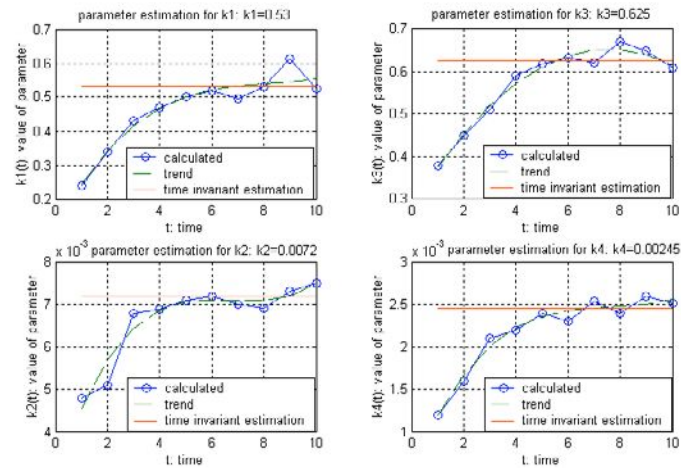 parameter estimation for k1: k1=0.53
0.7
0.6
0.5
0.4
0.3
0.2
k1(t): value of parameter
calculated
trend
time invariant estimation
0 2 4 6 8 10
t: time
parameter estimation for k3: k3=0.625
0.7
0.6
0.5
0.4
0.3
k3(t): value of parameter
calculated
trend
time invariant estimation
0 2 4 6 8 10
t: time
x 10⁻³ parameter estimation for k2: k2=0.0072
8
7
6
5
4
k2(t): value of parameter
calculated
trend
time invariant estimation
0 2 4 6 8 10
t: time
x 10⁻³ parameter estimation for k4. k4=0.00245
3
2.5
2
1.5
1
k4(t): value of parameter
calculated
trend
time invariant estimation
0 2 4 6 8 10
t: time